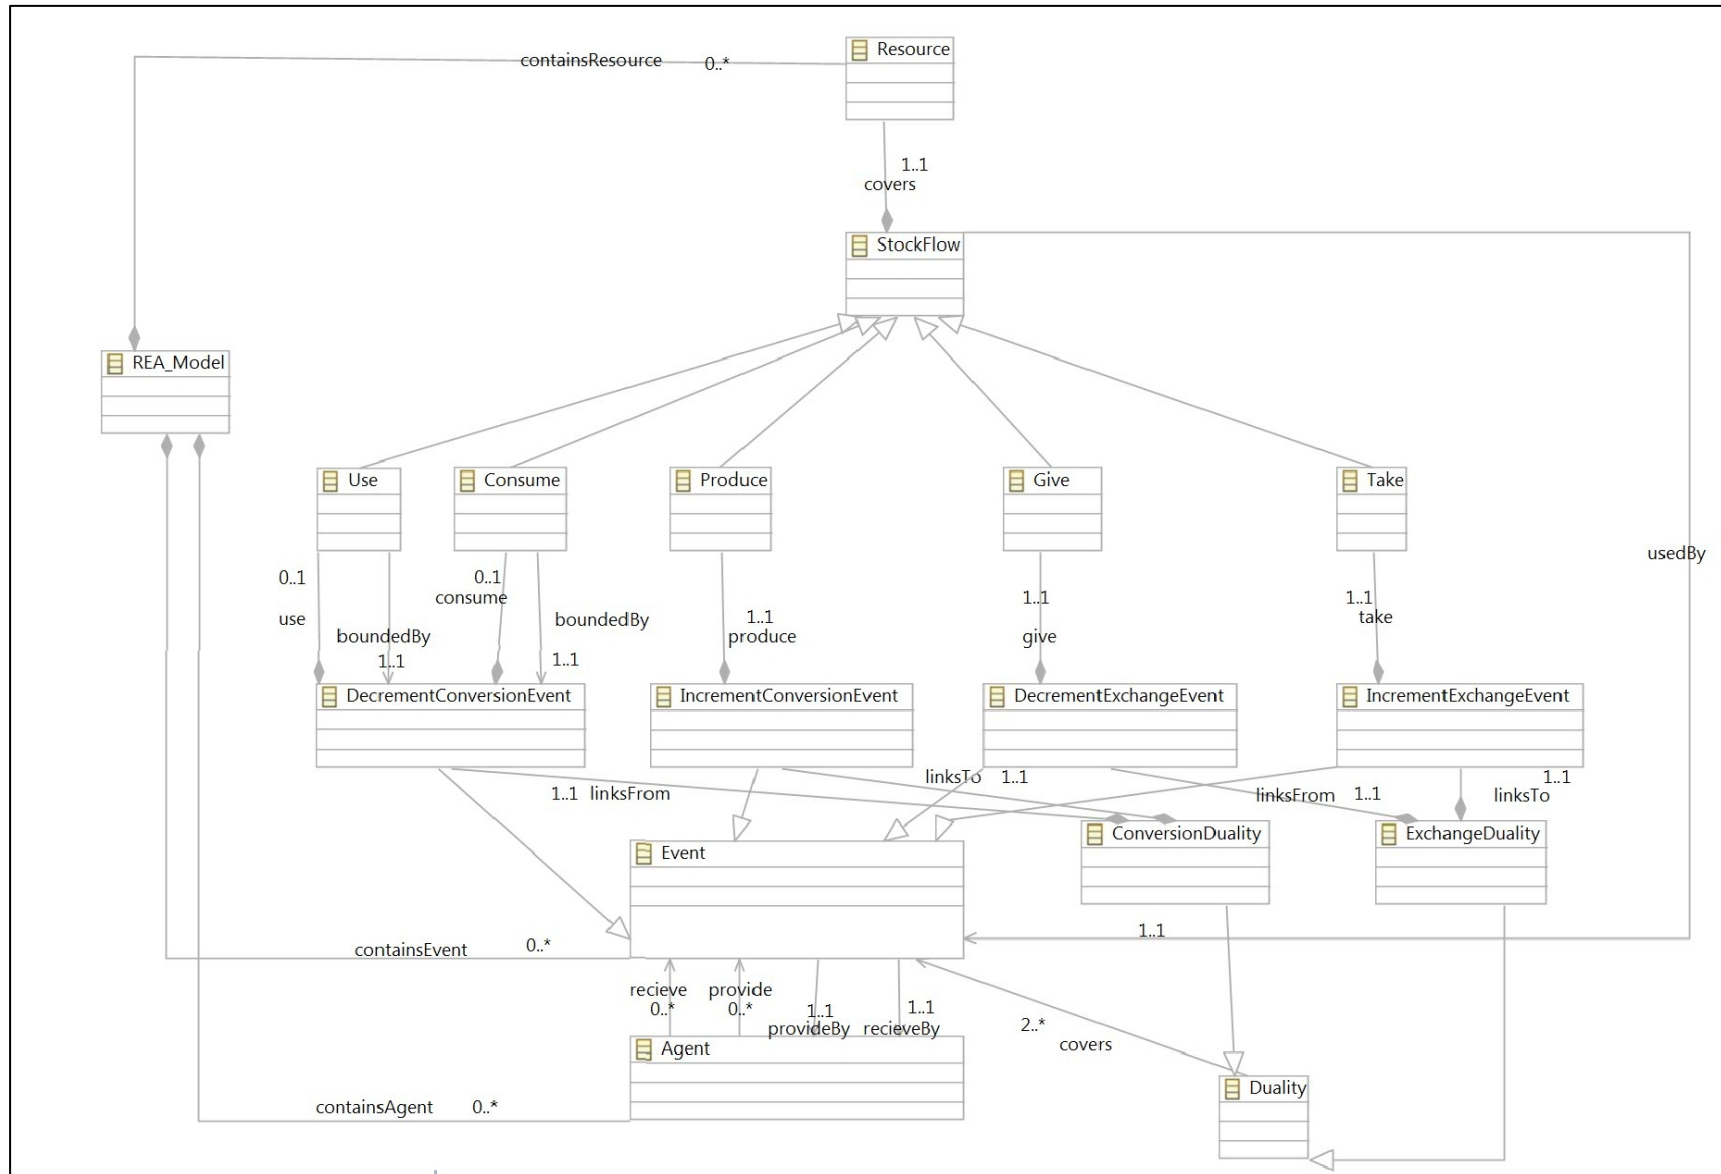 Resource
containsResource 0..*
1..1
covers
StockFlow
REA_Model
Use Consume Produce Give Take
usedBy
0..1 0..1
consume 1..1 1..1
use boundedBy produce give take
boundedBy 1..1
1..1 1..1
DecrementConversionEvent IncrementConversionEvent DecrementExchangeEvent IncrementExchangeEvent
linksTo 1..1 1..1
1..1 linksFrom linksFrom 1..1 linksTo
ConversionDuality ExchangeDuality
Event
1..1
containsEvent 0..*
recieve provide
0..* 0..* 1..1 1..1
provideBy recieveBy 2..*
covers
Agent
Duality
containsAgent 0..*